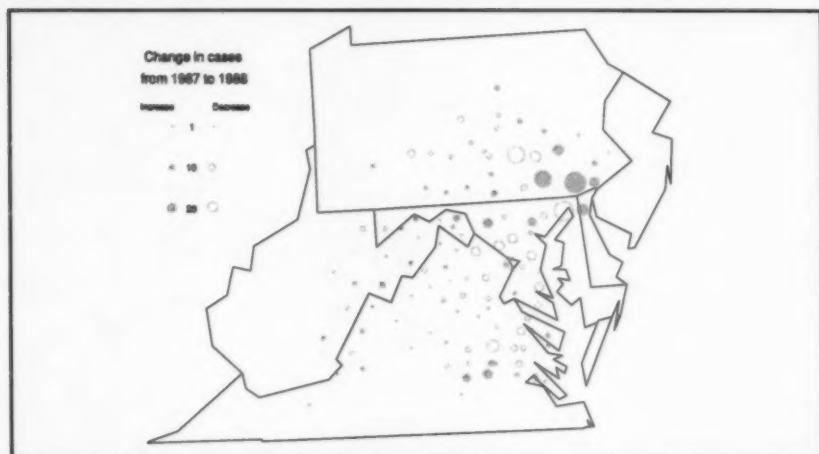 Change in cases
from 1987 to 1988
Increase Decrease
1
10
20